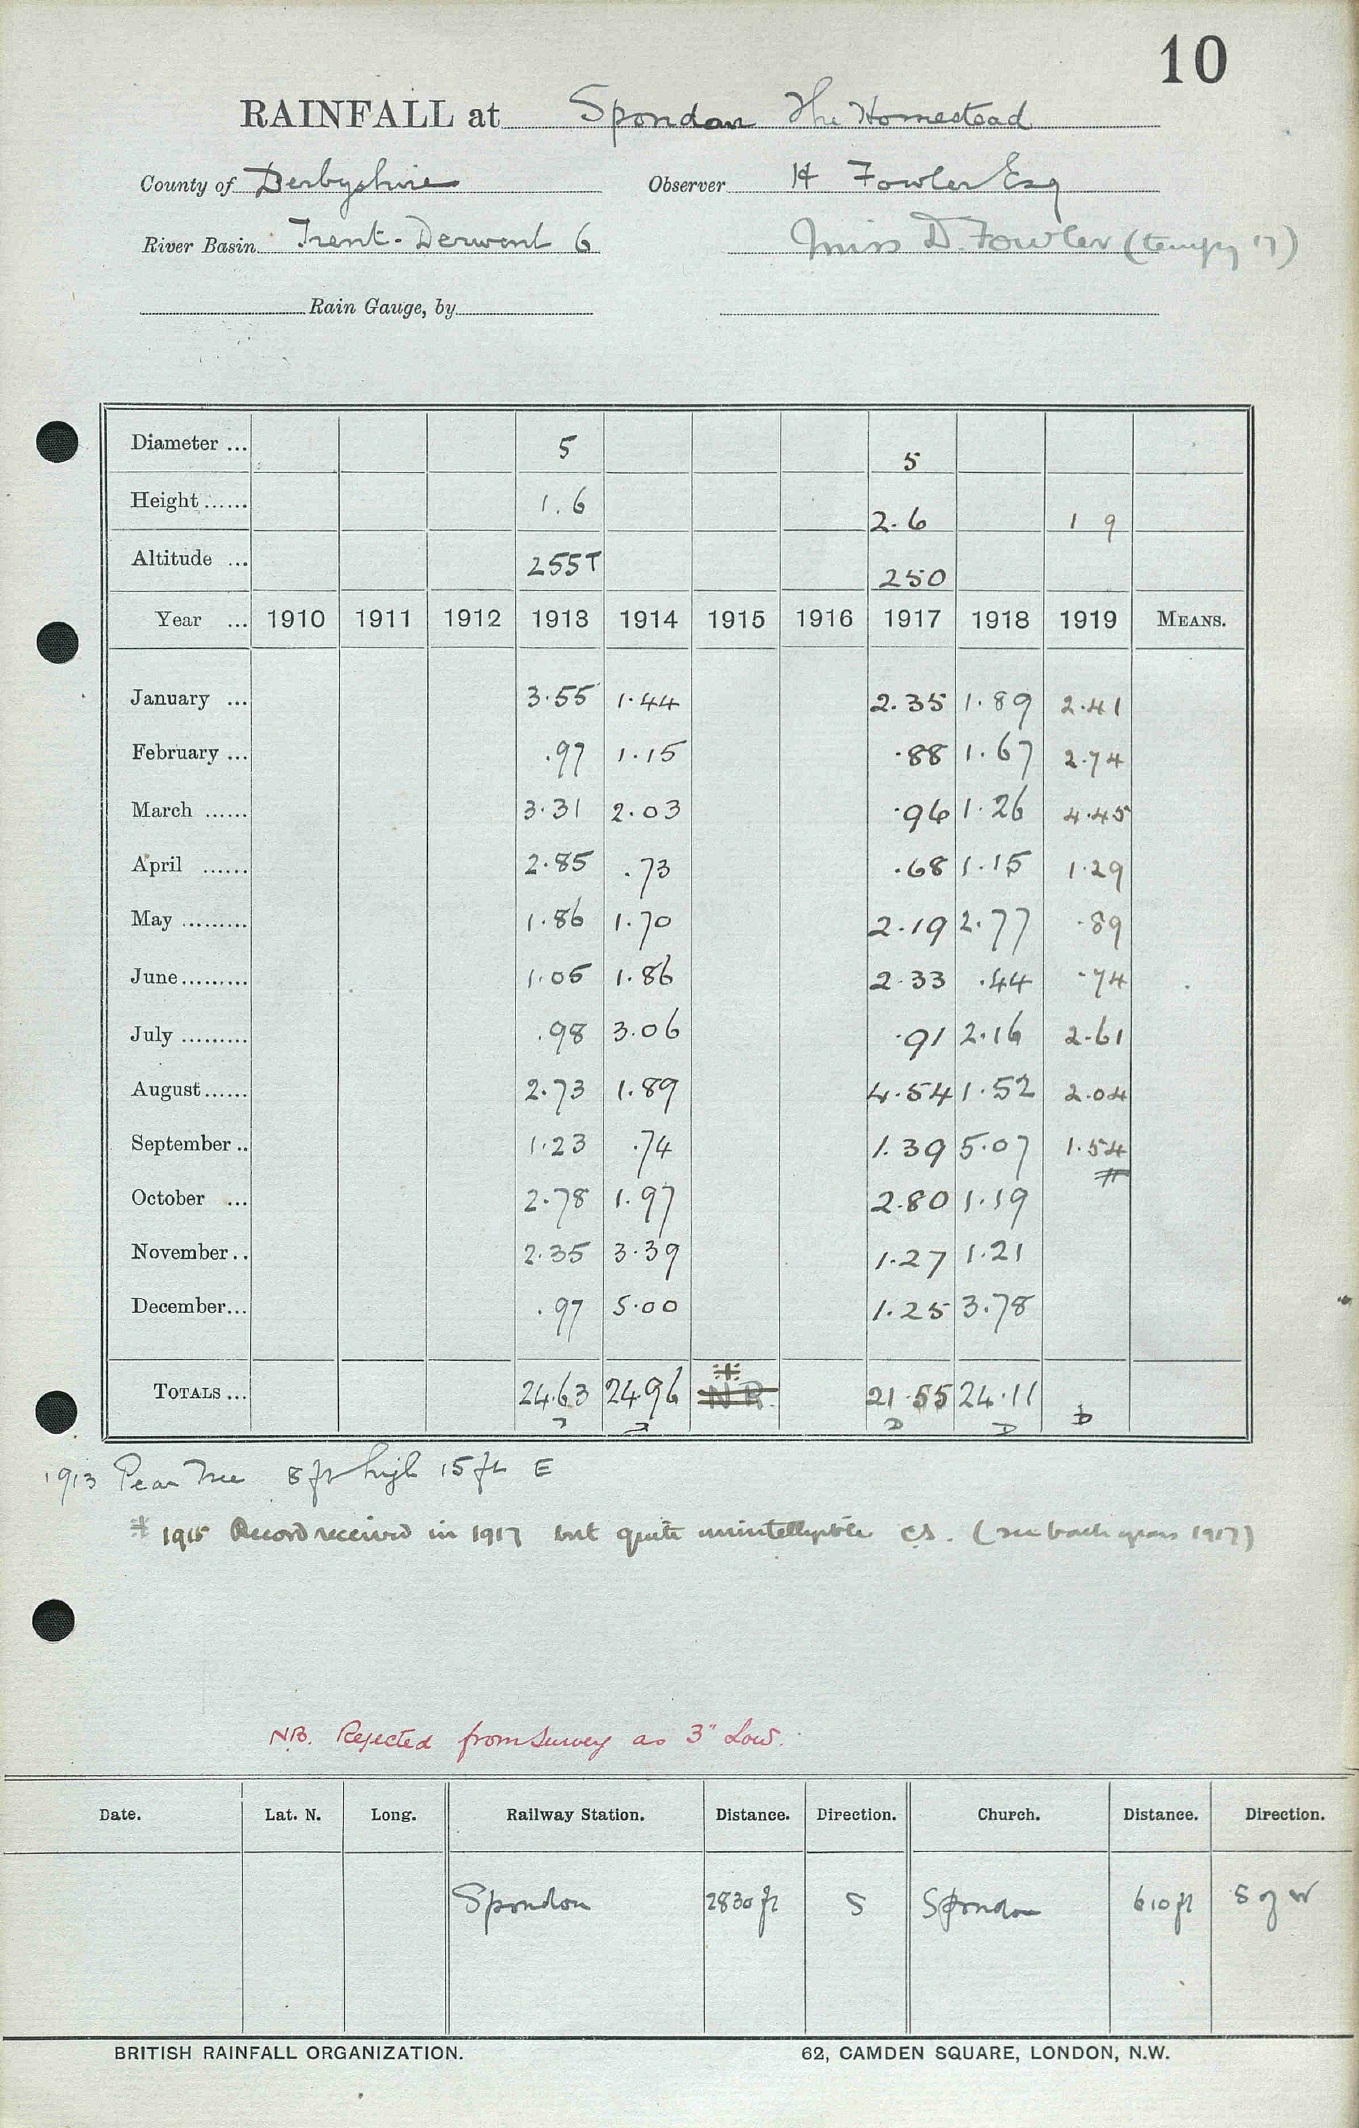 10
RAINFALL at Spondon The Homestead
County of Derbyshire Observer H Fowler Esq
River Basin Trent-Derwent 6 Miss D. Fowler (tempy 17)
Rain Gauge, by
Diameter ... 5 5
Height ...... 1.6 2.6 1 9
Altitude ... 255T 250
Year ... 1910 1911 1912 1913 1914 1915 1916 1917 1918 1919 MEANS.
January ... 3.55 1.44 2.35 1.89 2.41
February ... .97 1.15 .88 1.67 2.74
March ...... 3.31 2.03 .96 1.26 4.45
April ...... 2.85 .73 .68 1.15 1.29
May ......... 1.86 1.70 2.19 2.77 .89
June ......... 1.05 1.86 2.33 .44 .74
July ......... .98 3.06 .91 2.16 2.61
August ...... 2.73 1.89 4.54 1.52 2.04
September .. 1.23 .74 1.39 5.07 1.54
October ... 2.78 1.97 2.80 1.19
November .. 2.35 3.39 1.27 1.21
December ... .97 5.00 1.25 3.78
TOTALS ... 24.63 24.96 NR. 21.55 24.11
1913 Pear Tree 8 ft high 15 ft E
1915 Record received in 1917 but quite unintelligible CS. (see back years 1917)
NB. Rejected from survey as 3" low.
Date. Lat. N. Long. Railway Station. Distance. Direction. Church. Distance. Direction.
Spondon 2830 ft S Spondon 610 ft S of W
BRITISH RAINFALL ORGANIZATION. 62, CAMDEN SQUARE, LONDON, N.W.